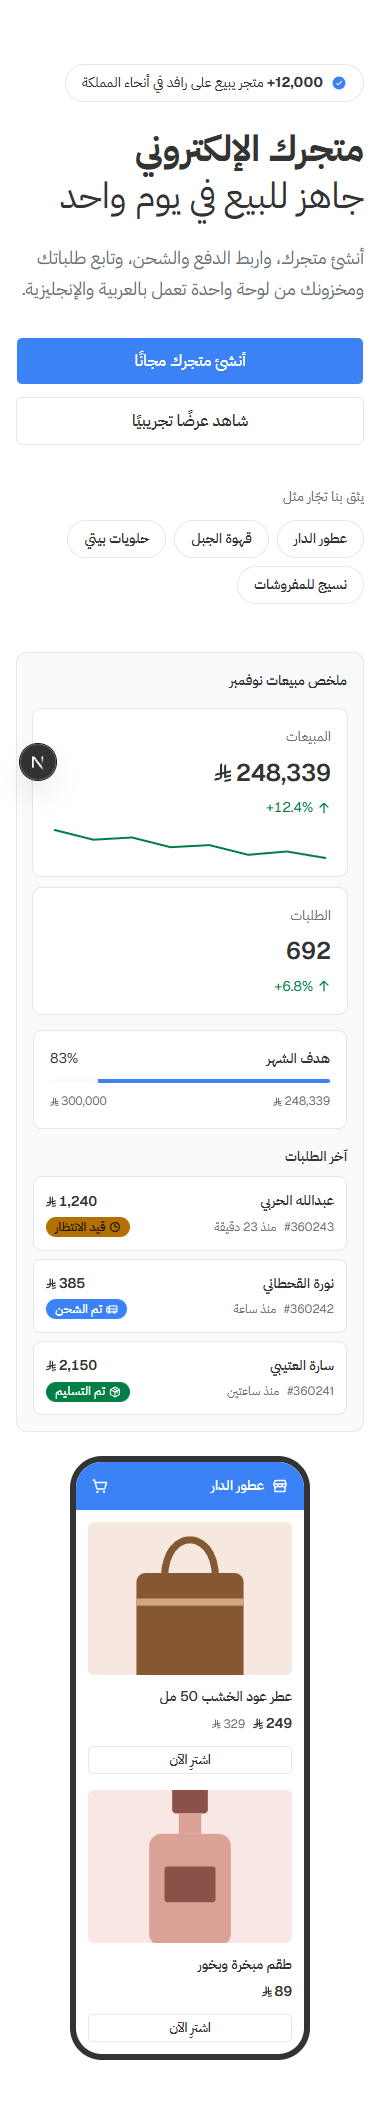 +12,000 متجر يبيع على رافد في أنحاء المملكة
متجرك الإلكتروني
جاهز للبيع في يوم واحد
أنشئ متجرك، واربط الدفع والشحن، وتابع طلباتك
ومخزونك من لوحة واحدة تعمل بالعربية والإنجليزية.
أنشئ متجرك مجانًا
شاهد عرضًا تجريبيًا
يثق بنا تجّار مثل
عطور الدار
قهوة الجبل
حلويات بيتي
نسيج للمفروشات
ملخص مبيعات نوفمبر
المبيعات
248,339 ⃁
+12.4%
N
الطلبات
692
+6.8%
هدف الشهر
83%
248,339 ⃁
300,000 ⃁
آخر الطلبات
عبدالله الحربي
1,240 ⃁
#360243 منذ 23 دقيقة
قيد الانتظار
نورة القحطاني
385 ⃁
#360242 منذ ساعة
تم الشحن
سارة العتيبي
2,150 ⃁
#360241 منذ ساعتين
تم التسليم
عطور الدار
عطر عود الخشب 50 مل
249 ⃁ 329 ⃁
اشترِ الآن
طقم مبخرة وبخور
89 ⃁
اشترِ الآن